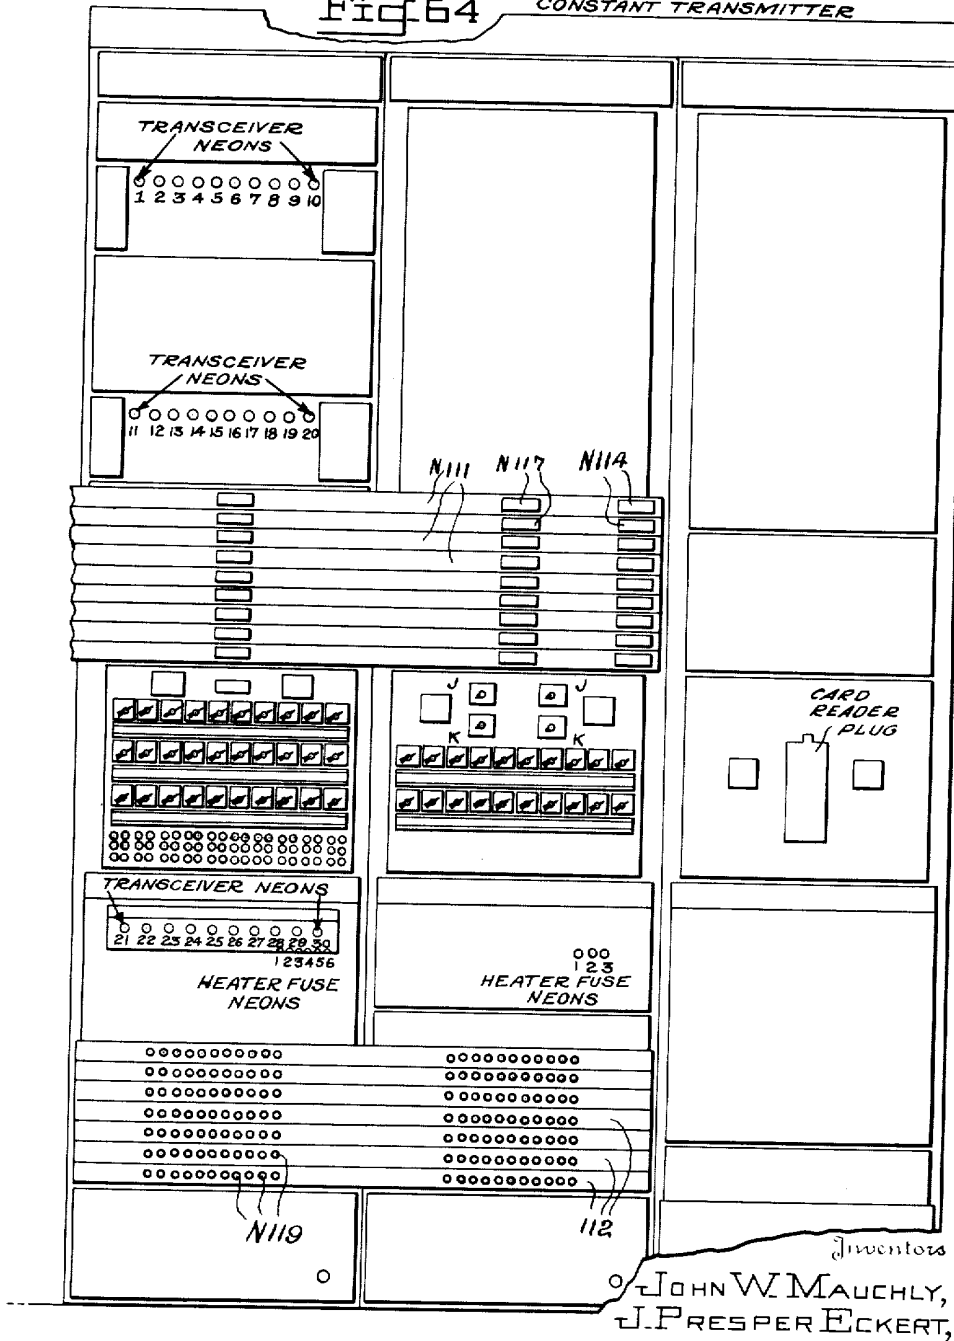 Fig. 64
CONSTANT TRANSMITTER
TRANSCEIVER
NEONS
1 2 3 4 5 6 7 8 9 10
TRANSCEIVER
NEONS
11 12 13 14 15 16 17 18 19 20
N111 N117 N114
J J
K K
CARD
READER
PLUG
TRANSCEIVER NEONS
21 22 23 24 25 26 27 28 29 30
1 2 3 4 5 6
HEATER FUSE
NEONS
1 2 3
HEATER FUSE
NEONS
N119
112
Inventors
JOHN W. MAUCHLY,
J. PRESPER ECKERT,